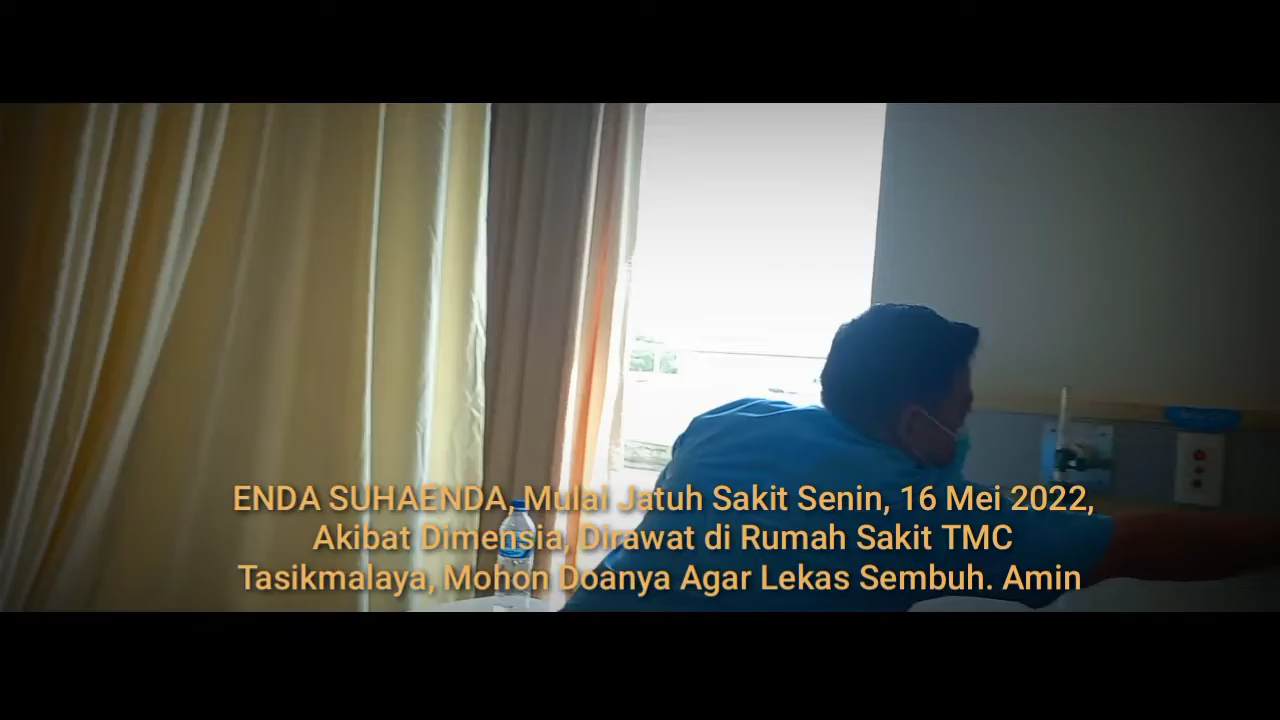 ENDA SUHAENDA, Mulai Jatuh Sakit Senin, 16 Mei 2022,
Akibat Dimensia, Dirawat di Rumah Sakit TMC
Tasikmalaya, Mohon Doanya Agar Lekas Sembuh. Amin